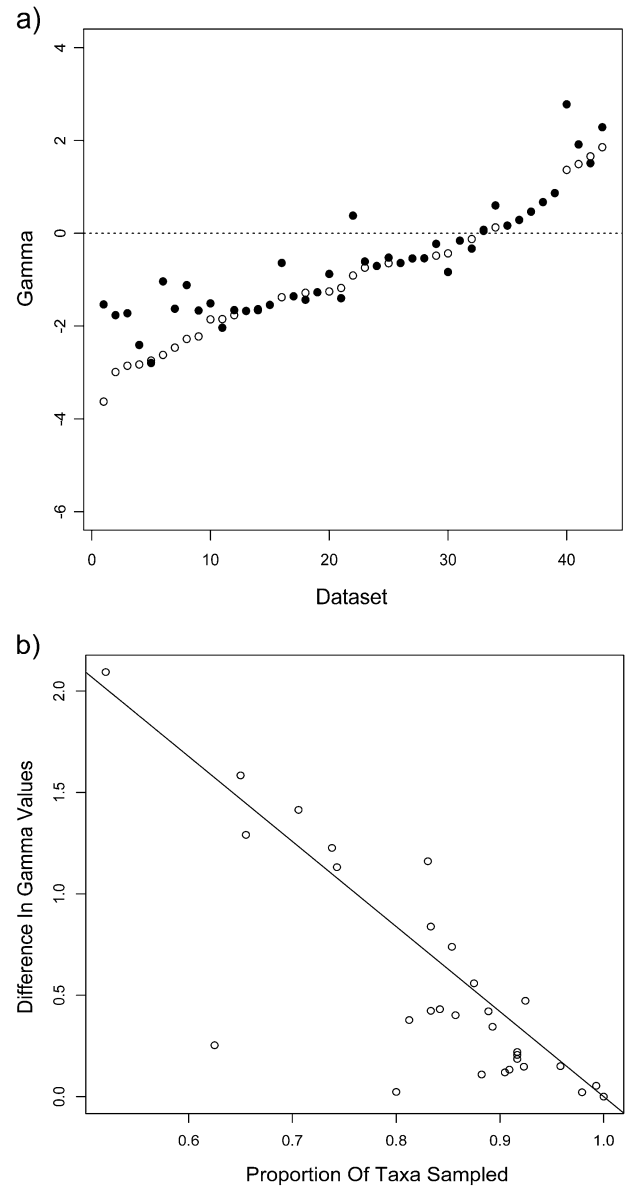 a)
4
2
0
-2
-4
-6
Gamma
0 10 20 30 40
Dataset
b)
2.0
1.5
1.0
0.5
0.0
Difference In Gamma Values
0.6 0.7 0.8 0.9 1.0
Proportion Of Taxa Sampled